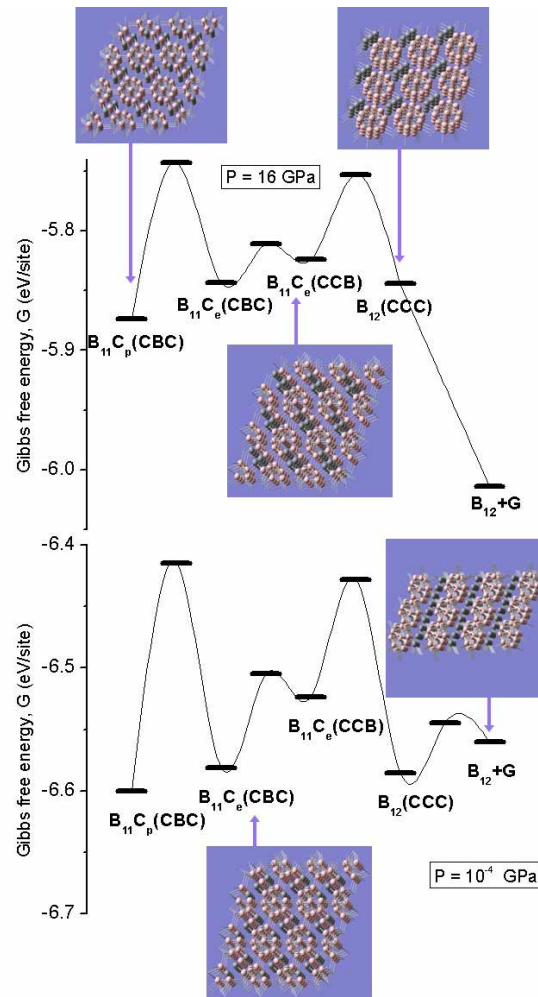 Gibbs free energy, G (eV/site)
-5.8
-5.9
-6.0
P = 16 GPa
B₁₁Cₚ(CBC)
B₁₁Cₑ(CBC)
B₁₁Cₑ(CCB)
B₁₂(CCC)
B₁₂+G
Gibbs free energy, G (eV/site)
-6.4
-6.5
-6.6
-6.7
B₁₁Cₚ(CBC)
B₁₁Cₑ(CBC)
B₁₁Cₑ(CCB)
B₁₂(CCC)
B₁₂+G
P = 10⁻⁴ GPa